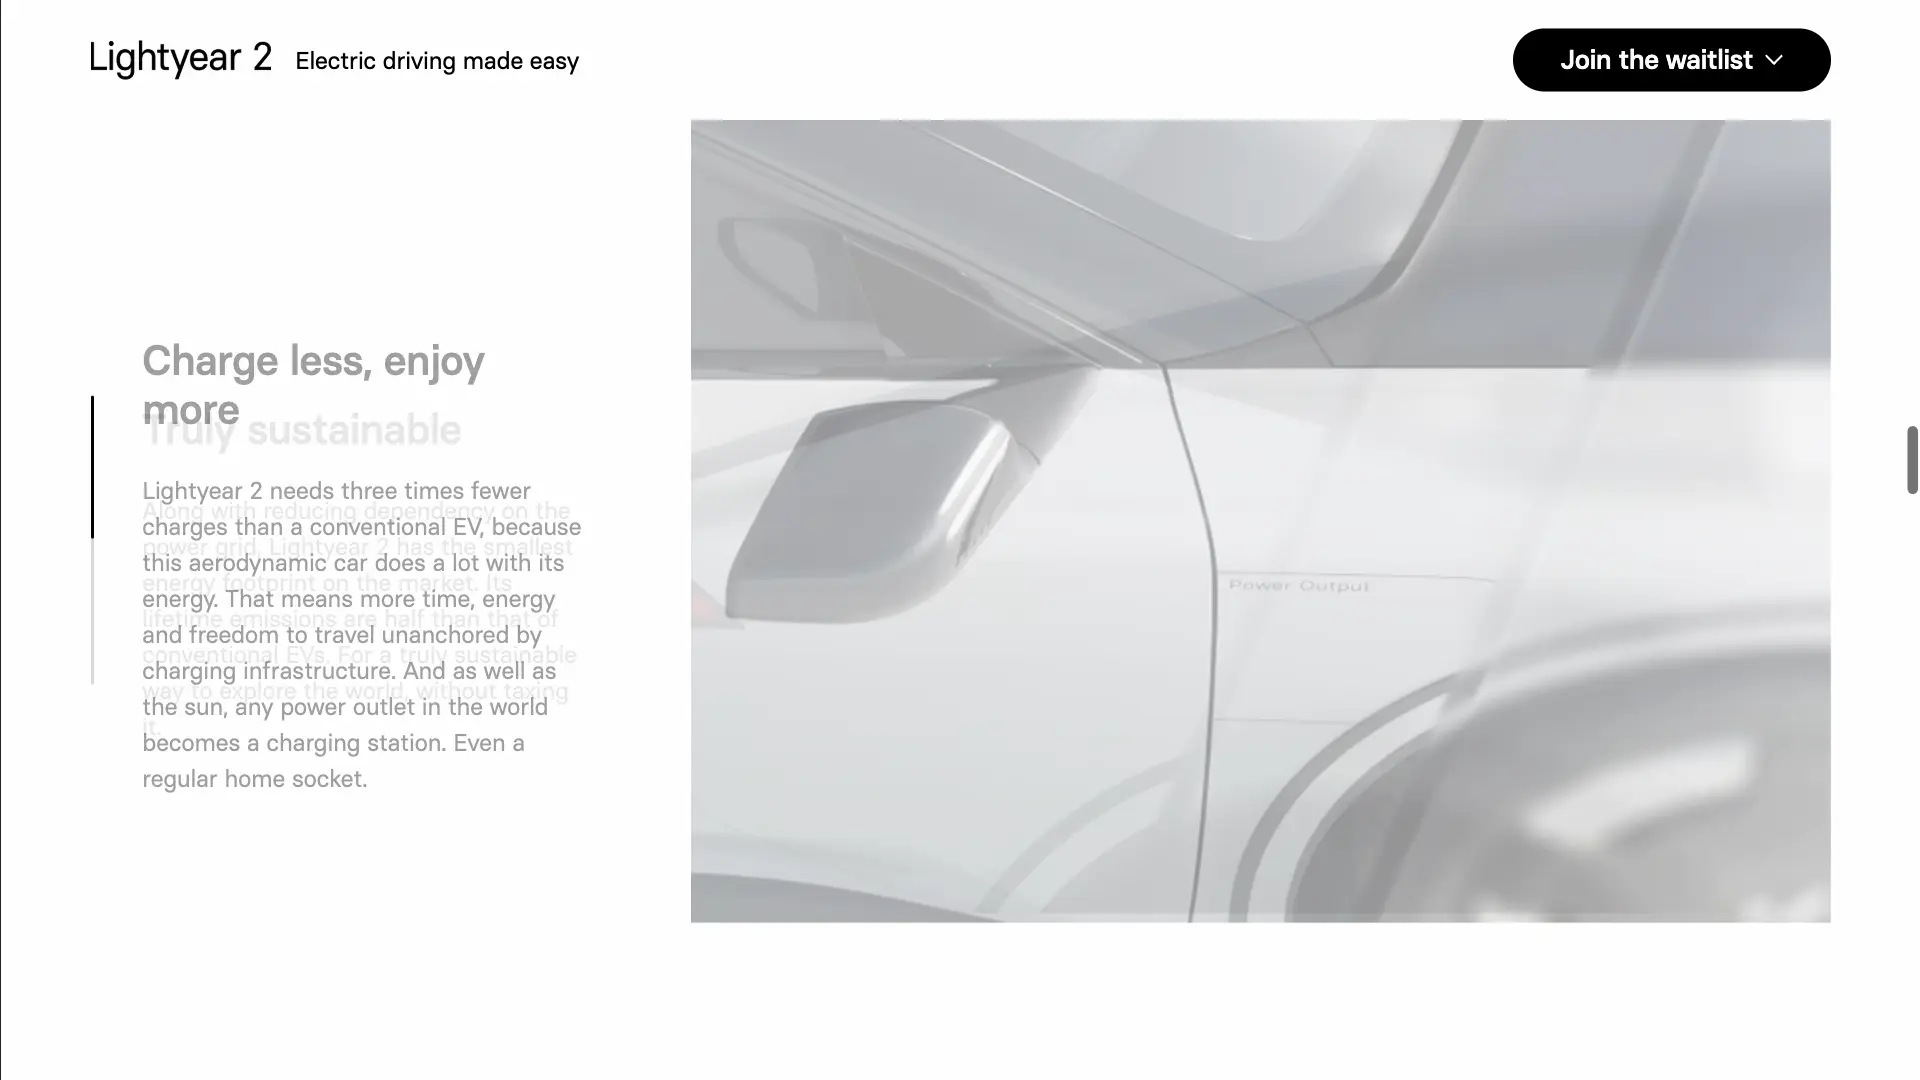 Lightyear 2 Electric driving made easy
Join the waitlist
Charge less, enjoy
more
Truly sustainable
Lightyear 2 needs three times fewer
charges than a conventional EV, because
this aerodynamic car does a lot with its
energy. That means more time, energy
and freedom to travel unanchored by
charging infrastructure. And as well as
the sun, any power outlet in the world
becomes a charging station. Even a
regular home socket.
Along with reducing dependency on the
power grid, Lightyear 2 has the smallest
energy footprint on the market. Its
lifetime emissions are half than that of
conventional EVs. For a truly sustainable
way to explore the world, without taxing
it.
Power Output